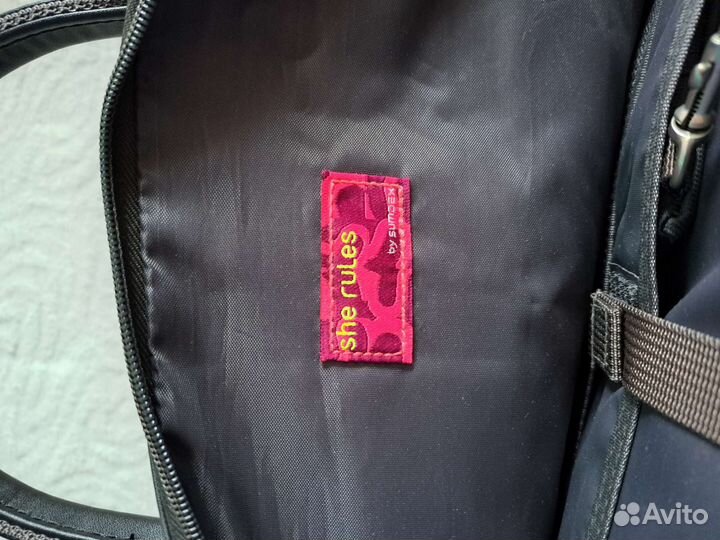 she rules
by sumdex
Avito